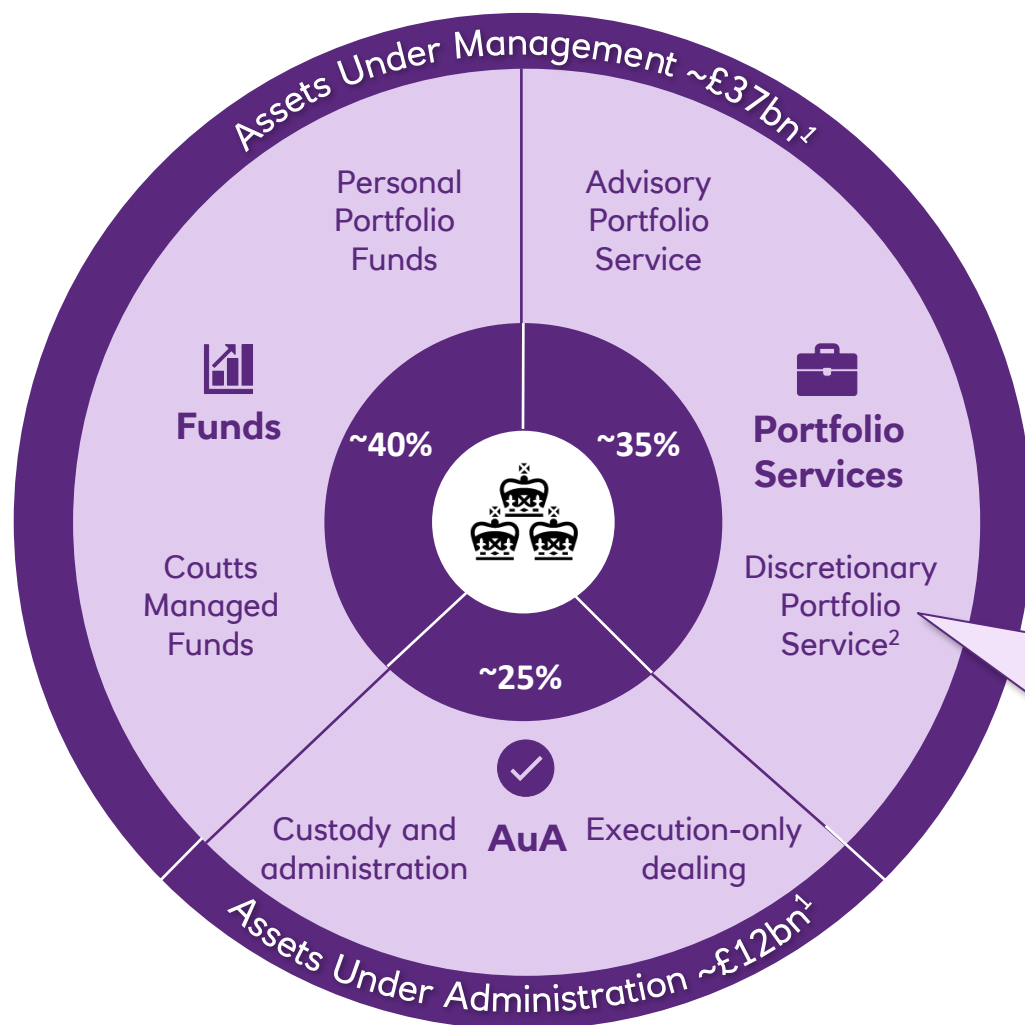 Assets Under Management ~£37bn¹
Personal
Portfolio
Funds
Advisory
Portfolio
Service
Funds
~40%
~35%
Portfolio
Services
Coutts
Managed
Funds
Discretionary
Portfolio
Service²
~25%
Custody and
administration
AuA
Execution-only
dealing
Assets Under Administration ~£12bn¹